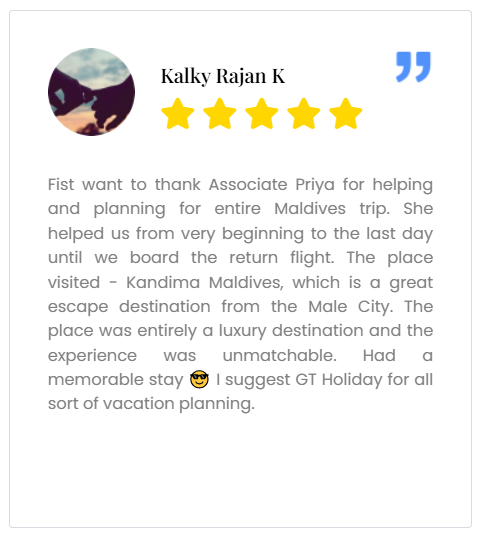 Kalky Rajan K
Fist want to thank Associate Priya for helping
and planning for entire Maldives trip. She
helped us from very beginning to the last day
until we board the return flight. The place
visited - Kandima Maldives, which is a great
escape destination from the Male City. The
place was entirely a luxury destination and the
experience was unmatchable. Had a
memorable stay 😎 I suggest GT Holiday for all
sort of vacation planning.